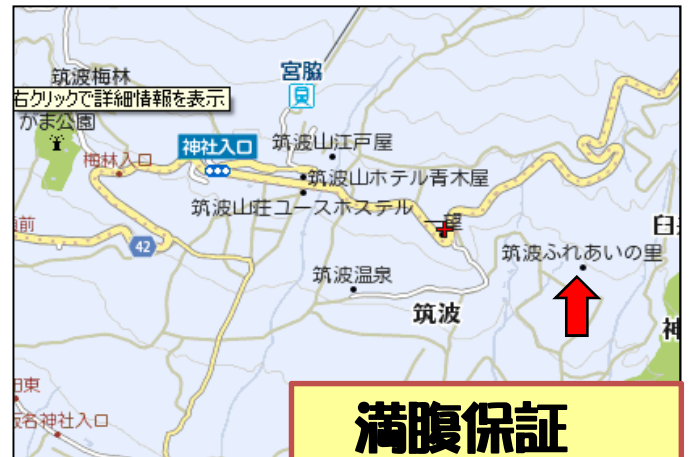 宮脇
筑波梅林
右クリックで詳細情報を表示
がま公園
梅林入口
神社入口
筑波山江戸屋
筑波山ホテル青木屋
筑波山荘ユースホステル
一望
42
筑波ふれあいの里
筑波温泉
筑波
満腹保証